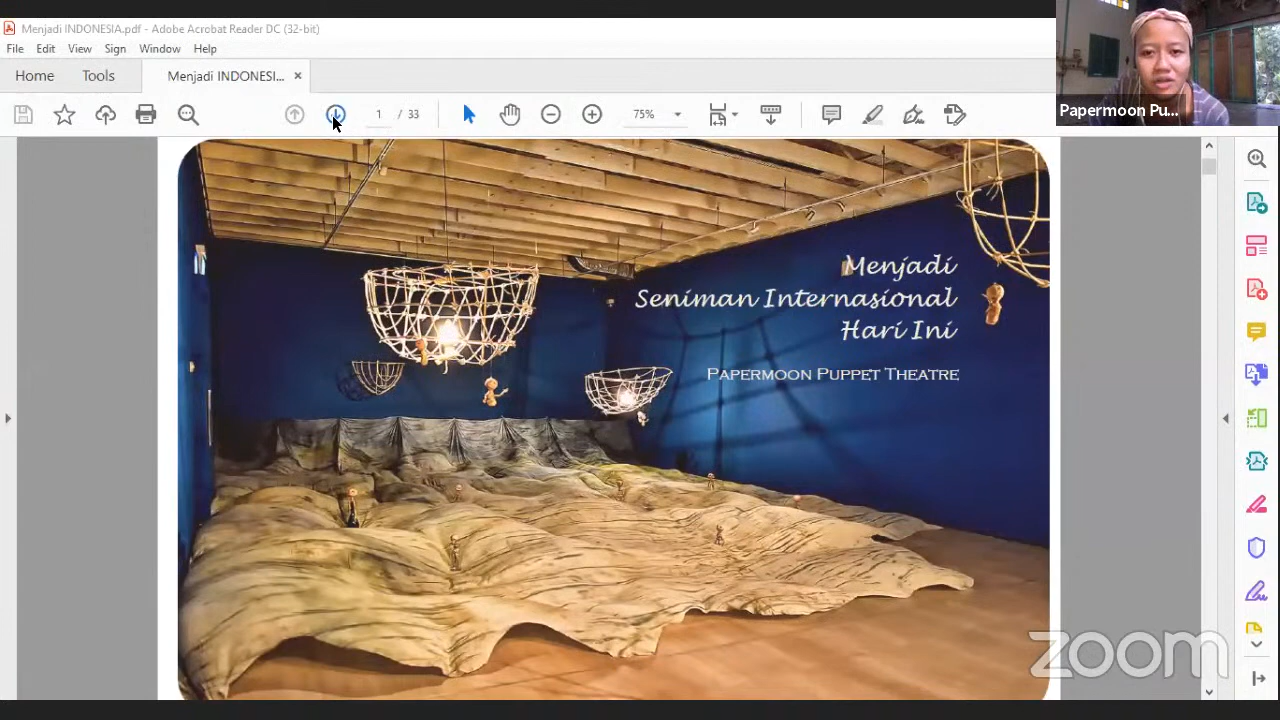 Menjadi INDONESIA.pdf - Adobe Acrobat Reader DC (32-bit)
File Edit View Sign Window Help
Home Tools Menjadi INDONESI... ×
1 / 33 75%
Papermoon Pu...
Menjadi
Seniman Internasional
Hari Ini
PAPERMOON PUPPET THEATRE
zoom